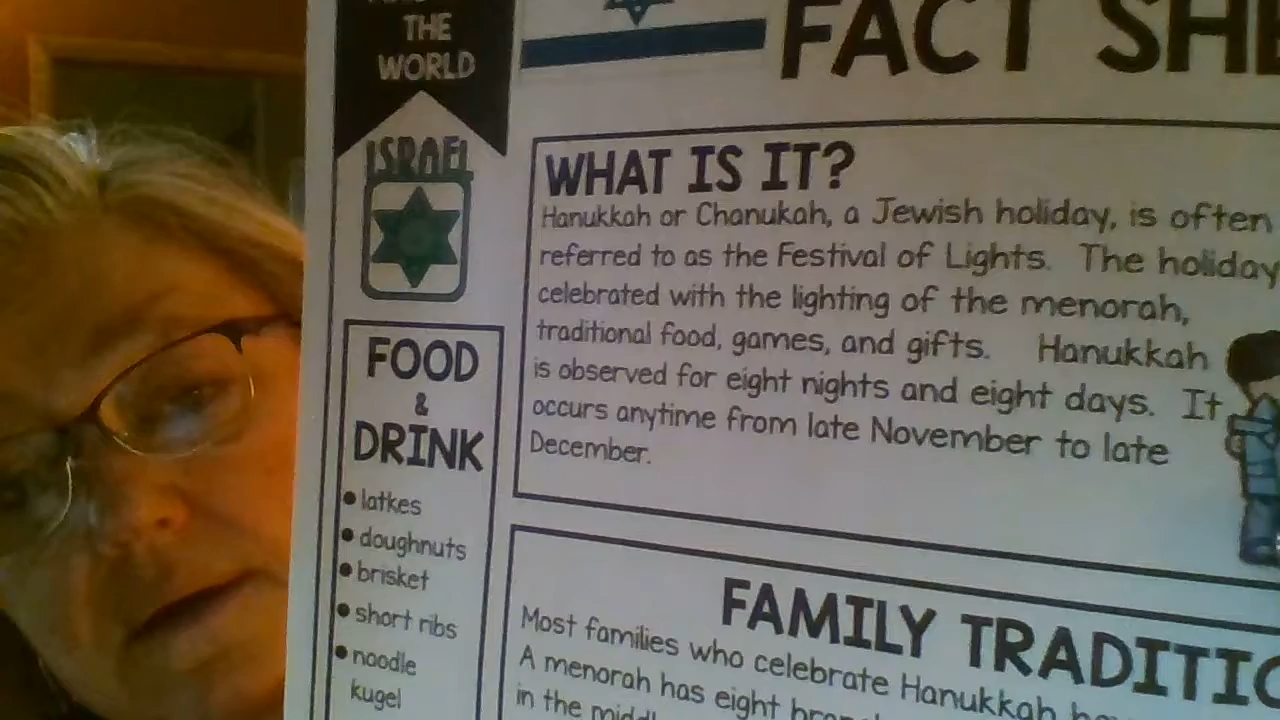 THE
WORLD
ISRAEL
FOOD
&
DRINK
• latkes
• doughnuts
• brisket
• short ribs
• noodle
kugel
FACT
WHAT IS IT?
Hanukkah or Chanukah, a Jewish holiday, is often
referred to as the Festival of Lights. The holiday
celebrated with the lighting of the menorah,
traditional food, games, and gifts. Hanukkah
is observed for eight nights and eight days. It
occurs anytime from late November to late
December.
FAMILY
Most families who celebrate Hanukkah
A menorah has eight
in the